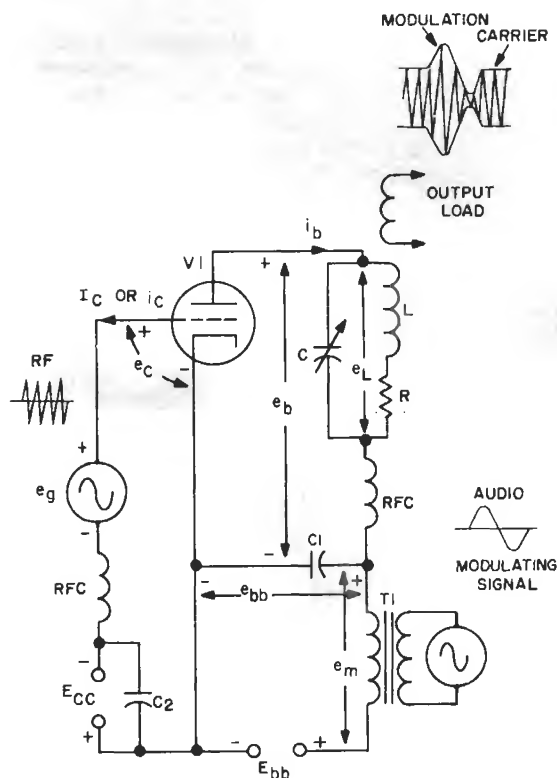 MODULATION
CARRIER
OUTPUT
LOAD
ib
V1
+
IC OR iC
+
eC
-
RF
L
C
eL
R
eb
+
eg
-
RFC
RFC
AUDIO
MODULATING
SIGNAL
C1
-
-
ebb
+
T1
em
-
ECC
+
C2
-
Ebb
+